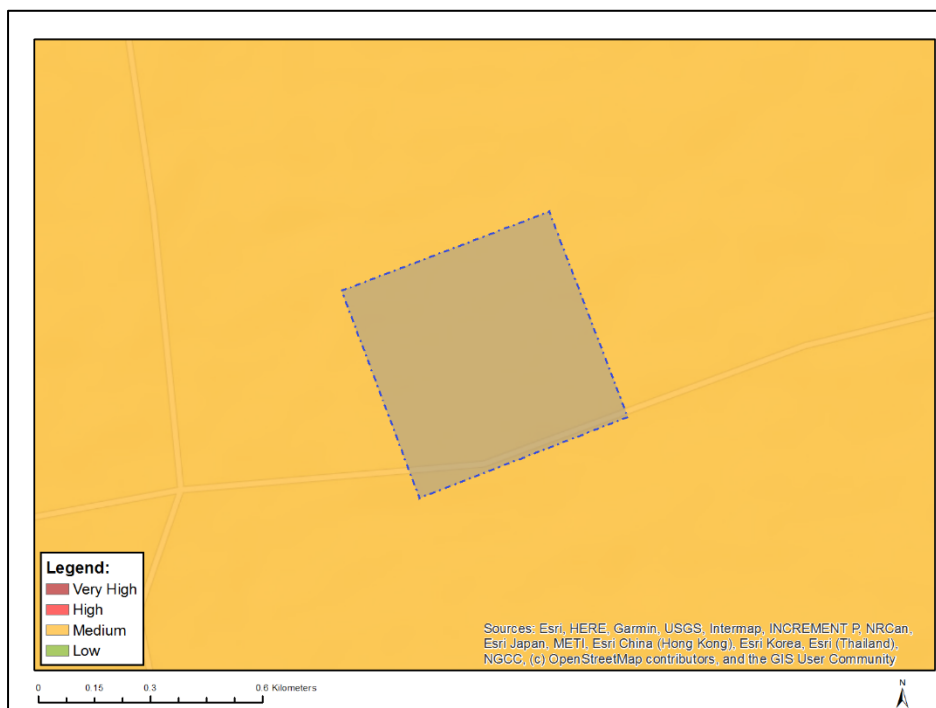 Legend:
Very High
High
Medium
Low
Sources: Esri, HERE, Garmin, USGS, Intermap, INCREMENT P, NRCan,
Esri Japan, METI, Esri China (Hong Kong), Esri Korea, Esri (Thailand),
NGCC, (c) OpenStreetMap contributors, and the GIS User Community
0 0.15 0.3 0.6 Kilometers
N